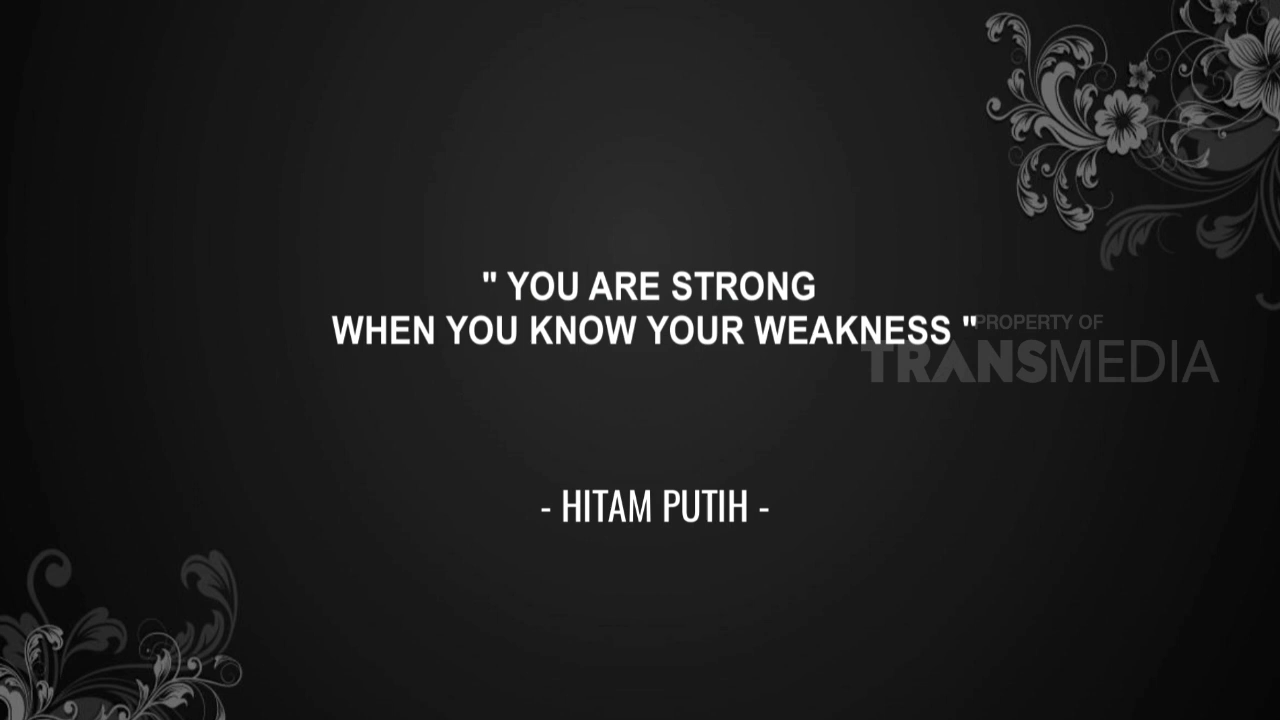 " YOU ARE STRONG
WHEN YOU KNOW YOUR WEAKNESS "
PROPERTY OF
TRANSMEDIA
- HITAM PUTIH -